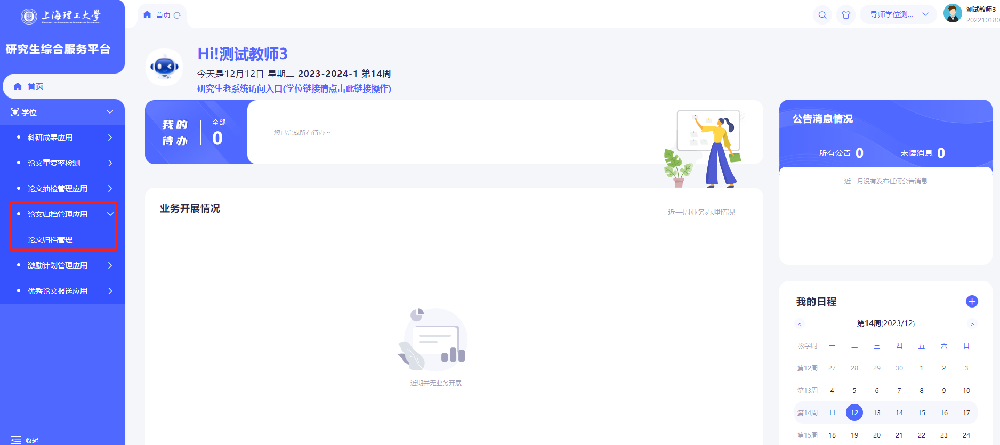 上海理工大學
UNIVERSITY OF SHANGHAI FOR SCIENCE AND TECHNOLOGY
研究生综合服务平台
首页
学位
科研成果应用
论文重复率检测
论文抽检管理应用
论文归档管理应用
论文归档管理
激励计划管理应用
优秀论文报送应用
收起
首页
导师学位测...
测试教师3
202210180
Hi!测试教师3
今天是12月12日 星期二 2023-2024-1 第14周
研究生老系统访问入口(学位链接请点击此链接操作)
我的
待办
全部
0
您已完成所有待办～
业务开展情况
近一周业务办理情况
近期并无业务开展
公告消息情况
所有公告 0 未读消息 0
近一月没有发布任何公告消息
我的日程
< 第14周(2023/12) >
教学周 一 二 三 四 五 六 日
第12周 27 28 29 30 1 2 3
第13周 4 5 6 7 8 9 10
第14周 11 12 13 14 15 16 17
第15周 18 19 20 21 22 23 24